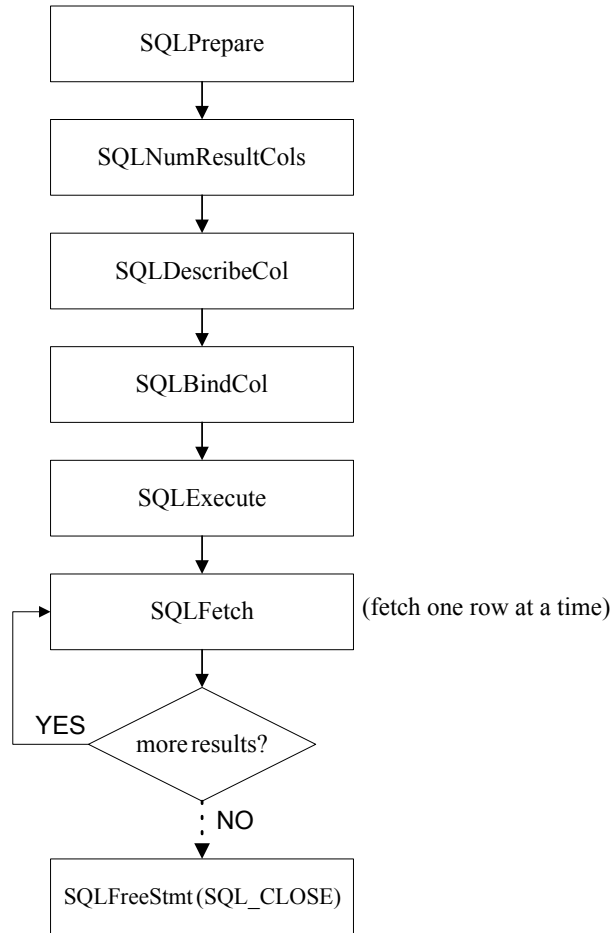 SQLPrepare
SQLNumResultCols
SQLDescribeCol
SQLBindCol
SQLExecute
SQLFetch
(fetch one row at a time)
YES
more results?
NO
SQLFreeStmt (SQL_CLOSE)